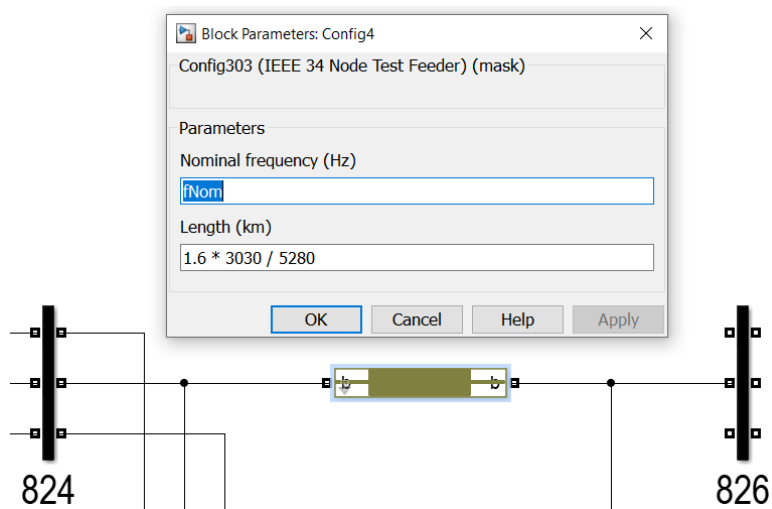 Block Parameters: Config4
Config303 (IEEE 34 Node Test Feeder) (mask)
Parameters
Nominal frequency (Hz)
fNom
Length (km)
1.6 * 3030 / 5280
OK Cancel Help Apply
b b
824 826